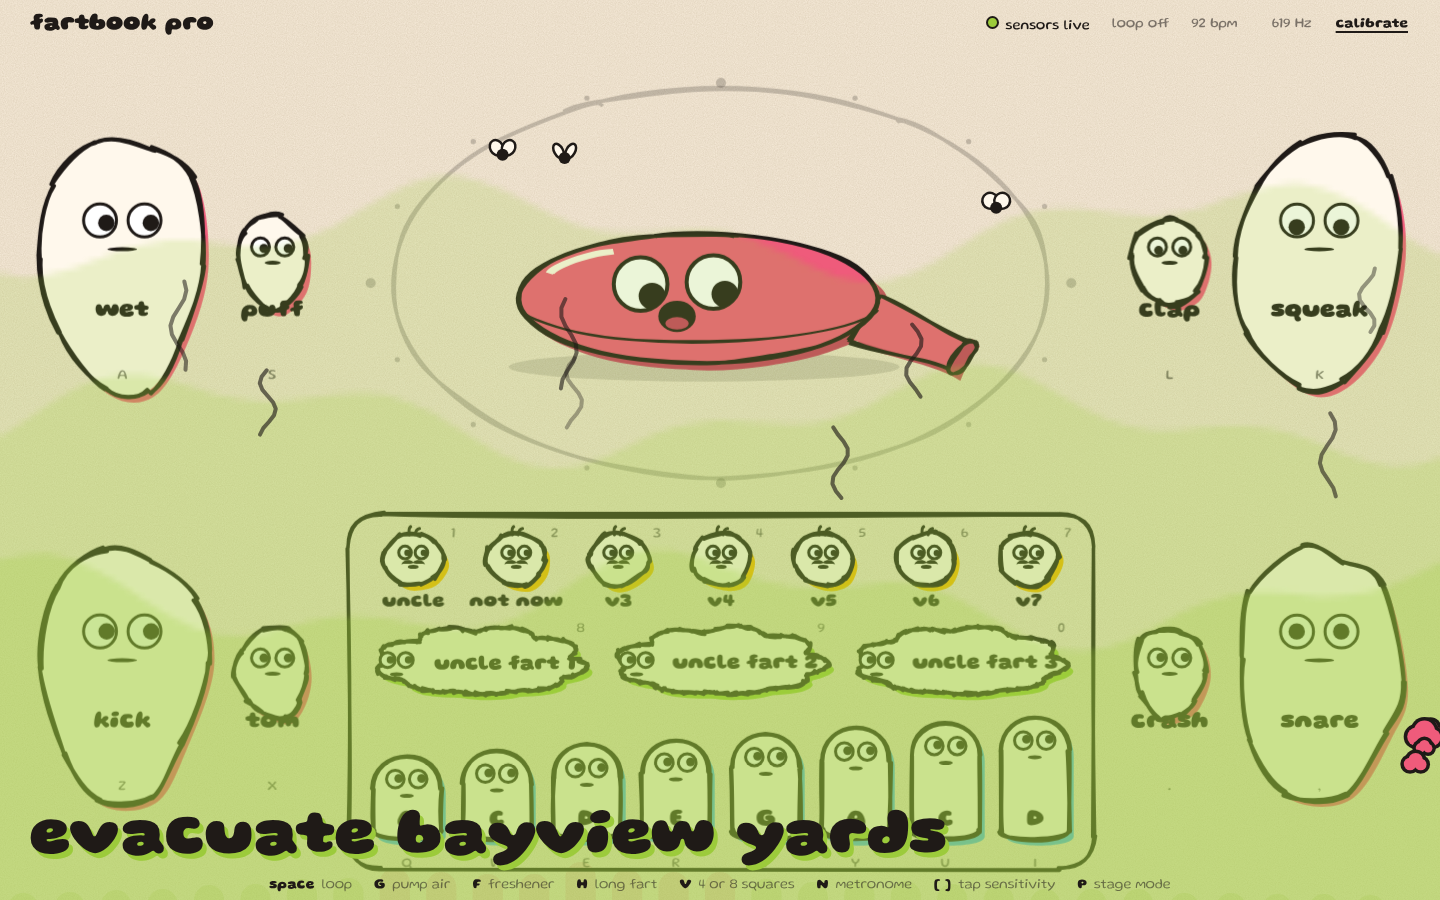 fartbook pro
sensors live loop off 92 bpm 619 Hz calibrate
wet puff clap squeak
A S L K
1 2 3 4 5 6 7
uncle not now v3 v4 v5 v6 v7
8 9 0
uncle fart 1 uncle fart 2 uncle fart 3
kick tom crash snare
Z X
C D F G A C D
Q E R Y U I
evacuate bayview yards
space loop G pump air F freshener H long fart V 4 or 8 squares N metronome [ ] tap sensitivity P stage mode